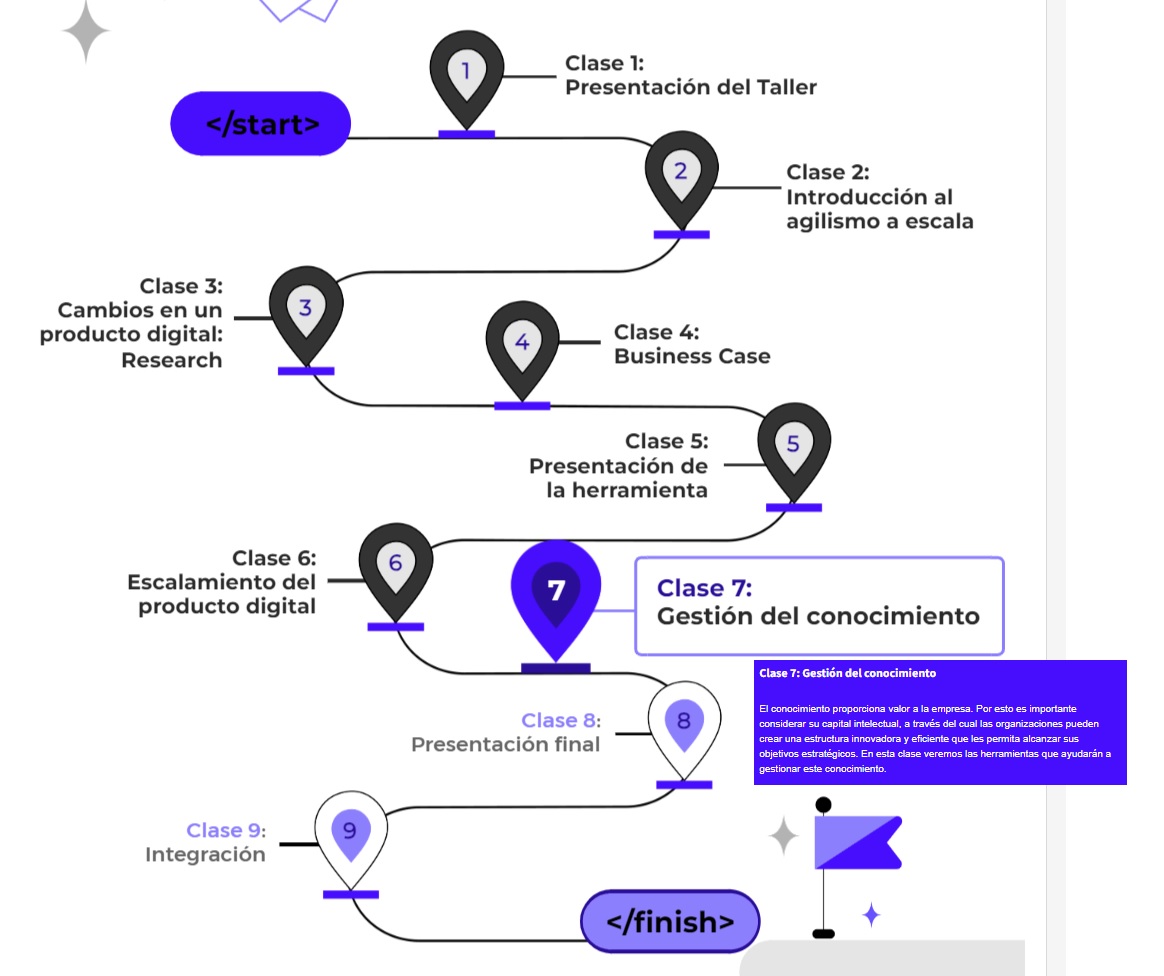 </start>
1
Clase 1:
Presentación del Taller
2
Clase 2:
Introducción al
agilismo a escala
Clase 3:
Cambios en un
producto digital:
Research
3
4
Clase 4:
Business Case
Clase 5:
Presentación de
la herramienta
5
Clase 6:
Escalamiento del
producto digital
6
7
Clase 7:
Gestión del conocimiento
Clase 7: Gestión del conocimiento
El conocimiento proporciona valor a la empresa. Por esto es importante
considerar su capital intelectual, a través del cual las organizaciones pueden
crear una estructura innovadora y eficiente que les permita alcanzar sus
objetivos estratégicos. En esta clase veremos las herramientas que ayudarán a
gestionar este conocimiento.
Clase 8:
Presentación final
8
Clase 9:
Integración
9
</finish>